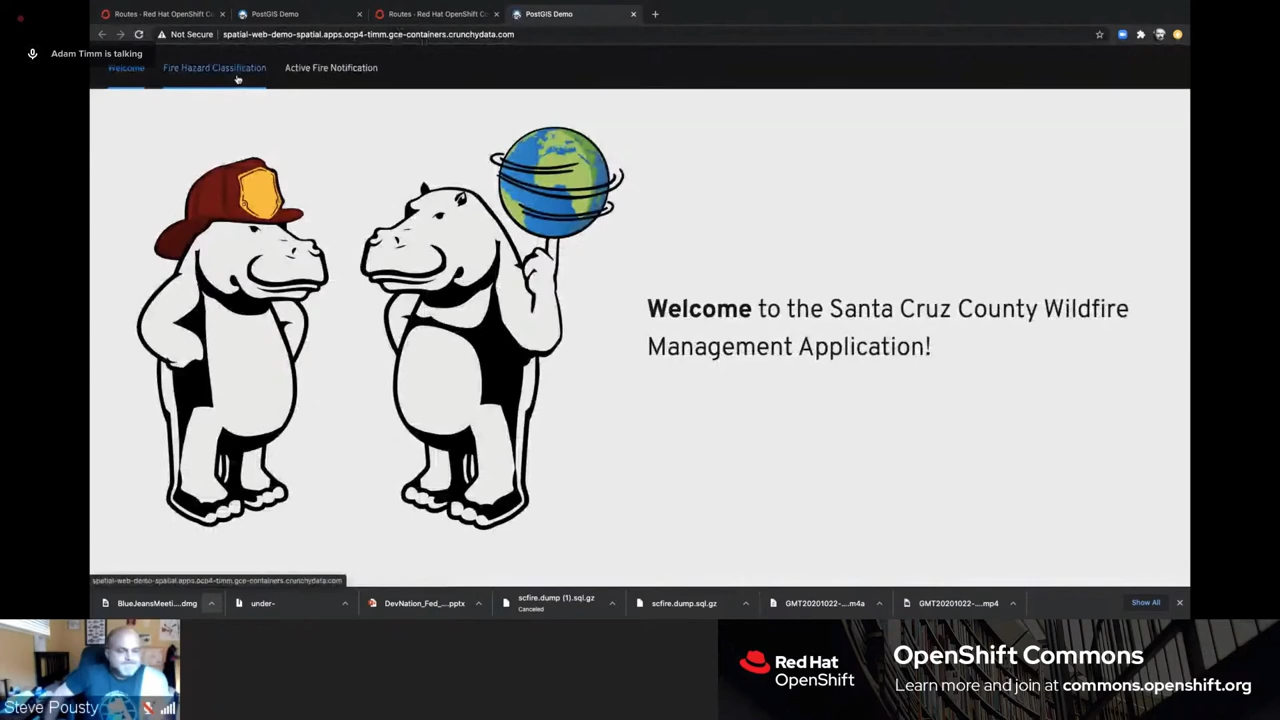 Routes · Red Hat OpenShift Co
PostGIS Demo
Routes · Red Hat OpenShift Co
PostGIS Demo
Not Secure
spatial-web-demo-spatial.apps.ocp4-timm.gce-containers.crunchydata.com
Adam Timm is talking
Welcome
Fire Hazard Classification
Active Fire Notification
Welcome to the Santa Cruz County Wildfire
Management Application!
spatial-web-demo-spatial.apps.ocp4-timm.gce-containers.crunchydata.com
BlueJeansMeeti....dmg
under-
DevNation_Fed_....pptx
scfire.dump (1).sql.gz
Canceled
scfire.dump.sql.gz
GMT20201022-....m4a
GMT20201022-....mp4
Show All
Steve Pousty
Red Hat
OpenShift
OpenShift Commons
Learn more and join at commons.openshift.org